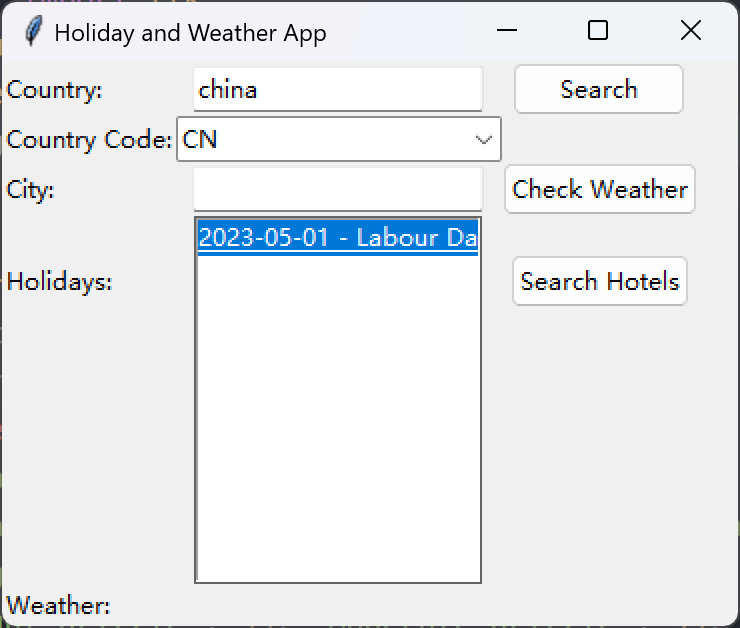 Holiday and Weather App
Country: china Search
Country Code: CN
City: Check Weather
2023-05-01 - Labour Da
Holidays: Search Hotels
Weather: